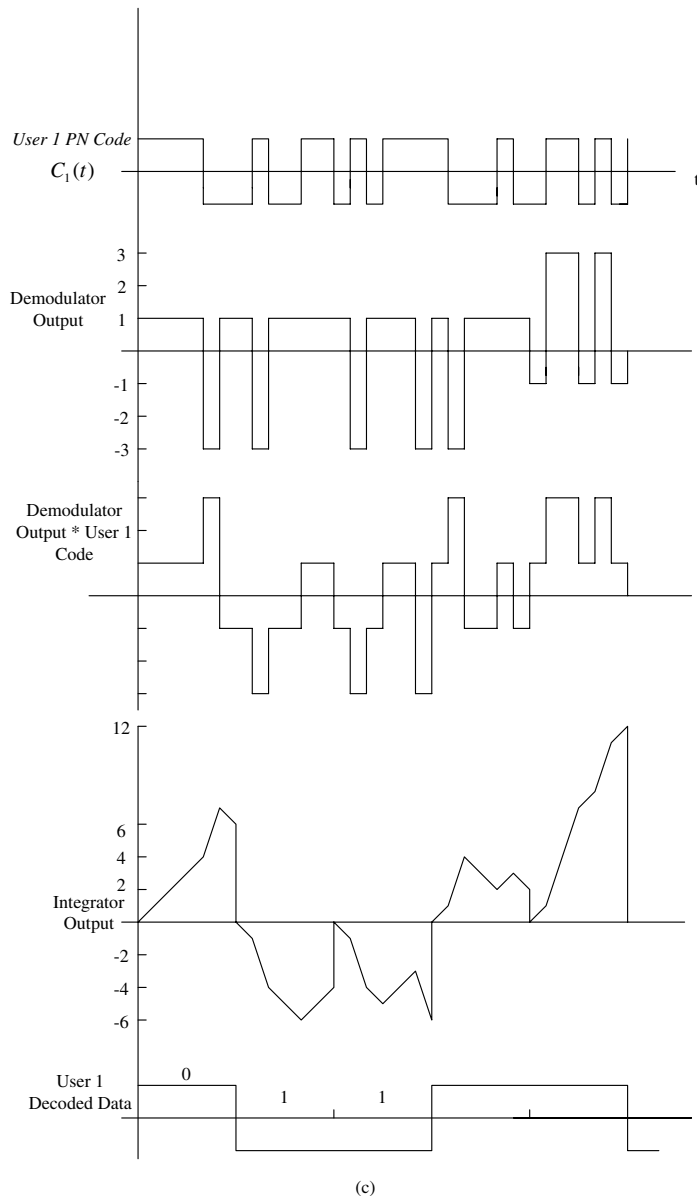 User 1 PN Code
C₁(t)
t
3
2
1
Demodulator
Output
-1
-2
-3
Demodulator
Output * User 1
Code
12
6
4
2
Integrator
Output
-2
-4
-6
User 1
Decoded Data
0
1
1
(c)